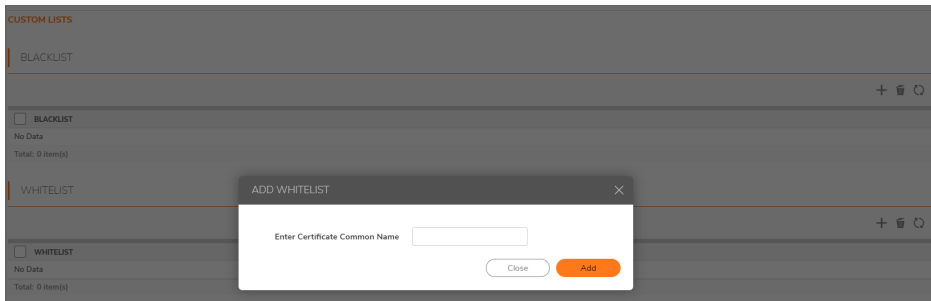 CUSTOM LISTS
BLACKLIST
BLACKLIST
No Data
Total: 0 item(s)
WHITELIST
ADD WHITELIST
Enter Certificate Common Name
Close Add
WHITELIST
No Data
Total: 0 item(s)